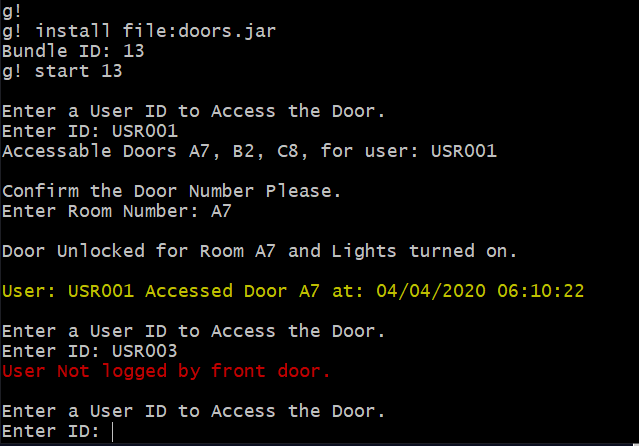 g!
g! install file:doors.jar
Bundle ID: 13
g! start 13
Enter a User ID to Access the Door.
Enter ID: USR001
Accessable Doors A7, B2, C8, for user: USR001
Confirm the Door Number Please.
Enter Room Number: A7
Door Unlocked for Room A7 and Lights turned on.
User: USR001 Accessed Door A7 at: 04/04/2020 06:10:22
Enter a User ID to Access the Door.
Enter ID: USR003
User Not logged by front door.
Enter a User ID to Access the Door.
Enter ID: